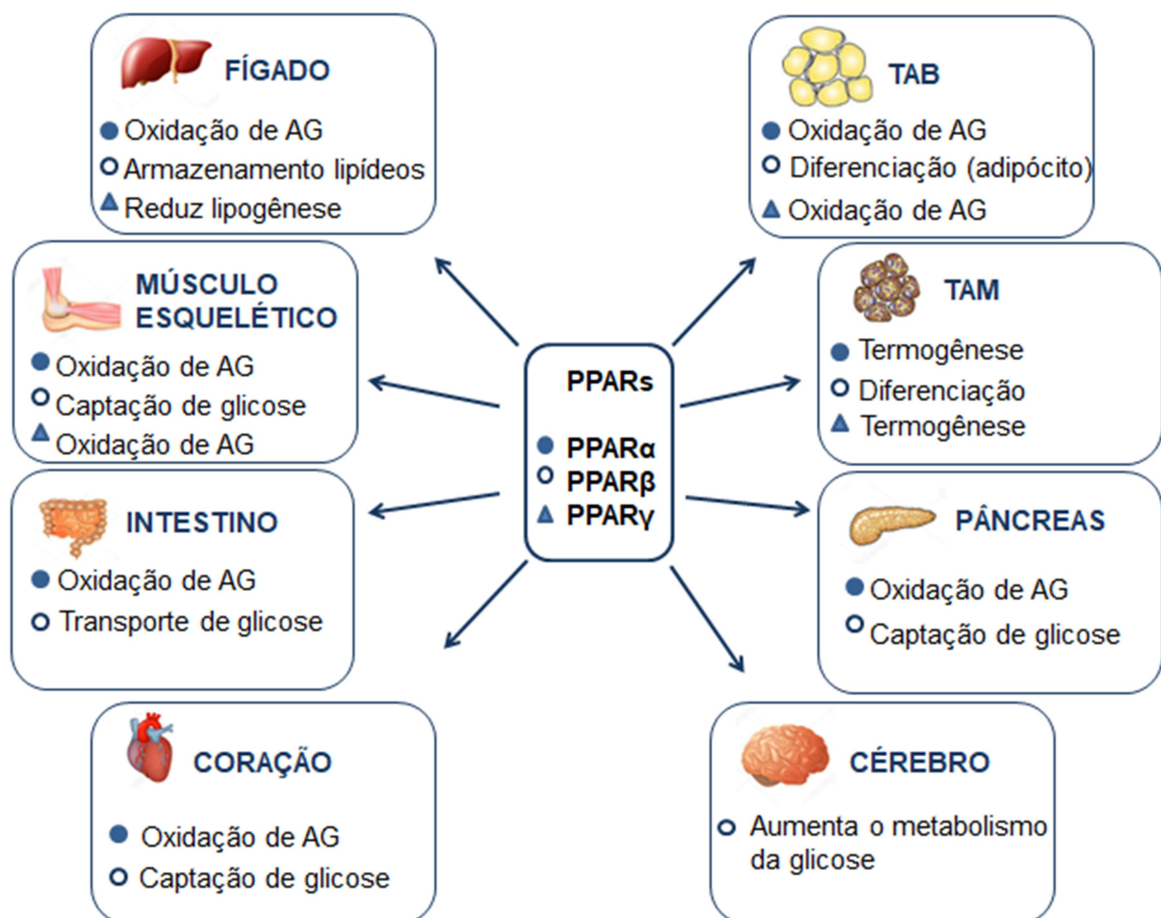 FÍGADO
Oxidação de AG
Armazenamento lipídeos
Reduz lipogênese
TAB
Oxidação de AG
Diferenciação (adipócito)
Oxidação de AG
MÚSCULO
ESQUELÉTICO
Oxidação de AG
Captação de glicose
Oxidação de AG
TAM
Termogênese
Diferenciação
Termogênese
PPARs
PPARα
PPARβ
PPARγ
INTESTINO
Oxidação de AG
Transporte de glicose
PÂNCREAS
Oxidação de AG
Captação de glicose
CORAÇÃO
Oxidação de AG
Captação de glicose
CÉREBRO
Aumenta o metabolismo
da glicose